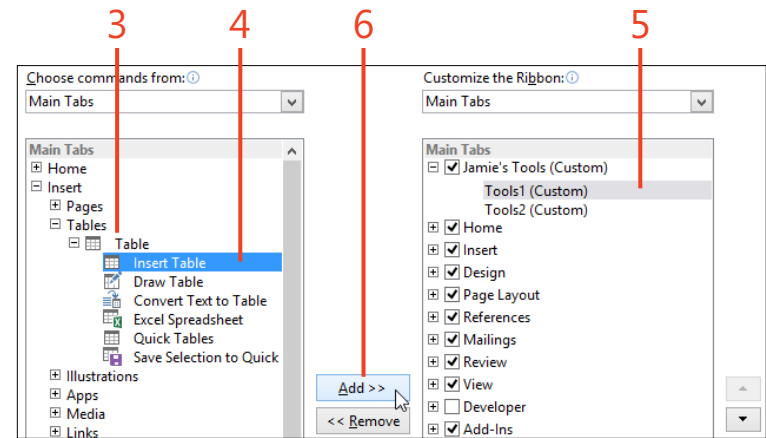 3
4
6
5
Choose commands from:
Main Tabs
Main Tabs
Home
Insert
Pages
Tables
Table
Insert Table
Draw Table
Convert Text to Table
Excel Spreadsheet
Quick Tables
Save Selection to Quick
Illustrations
Apps
Media
Links
Add >>
<< Remove
Customize the Ribbon:
Main Tabs
Main Tabs
Jamie's Tools (Custom)
Tools1 (Custom)
Tools2 (Custom)
Home
Insert
Design
Page Layout
References
Mailings
Review
View
Developer
Add-Ins